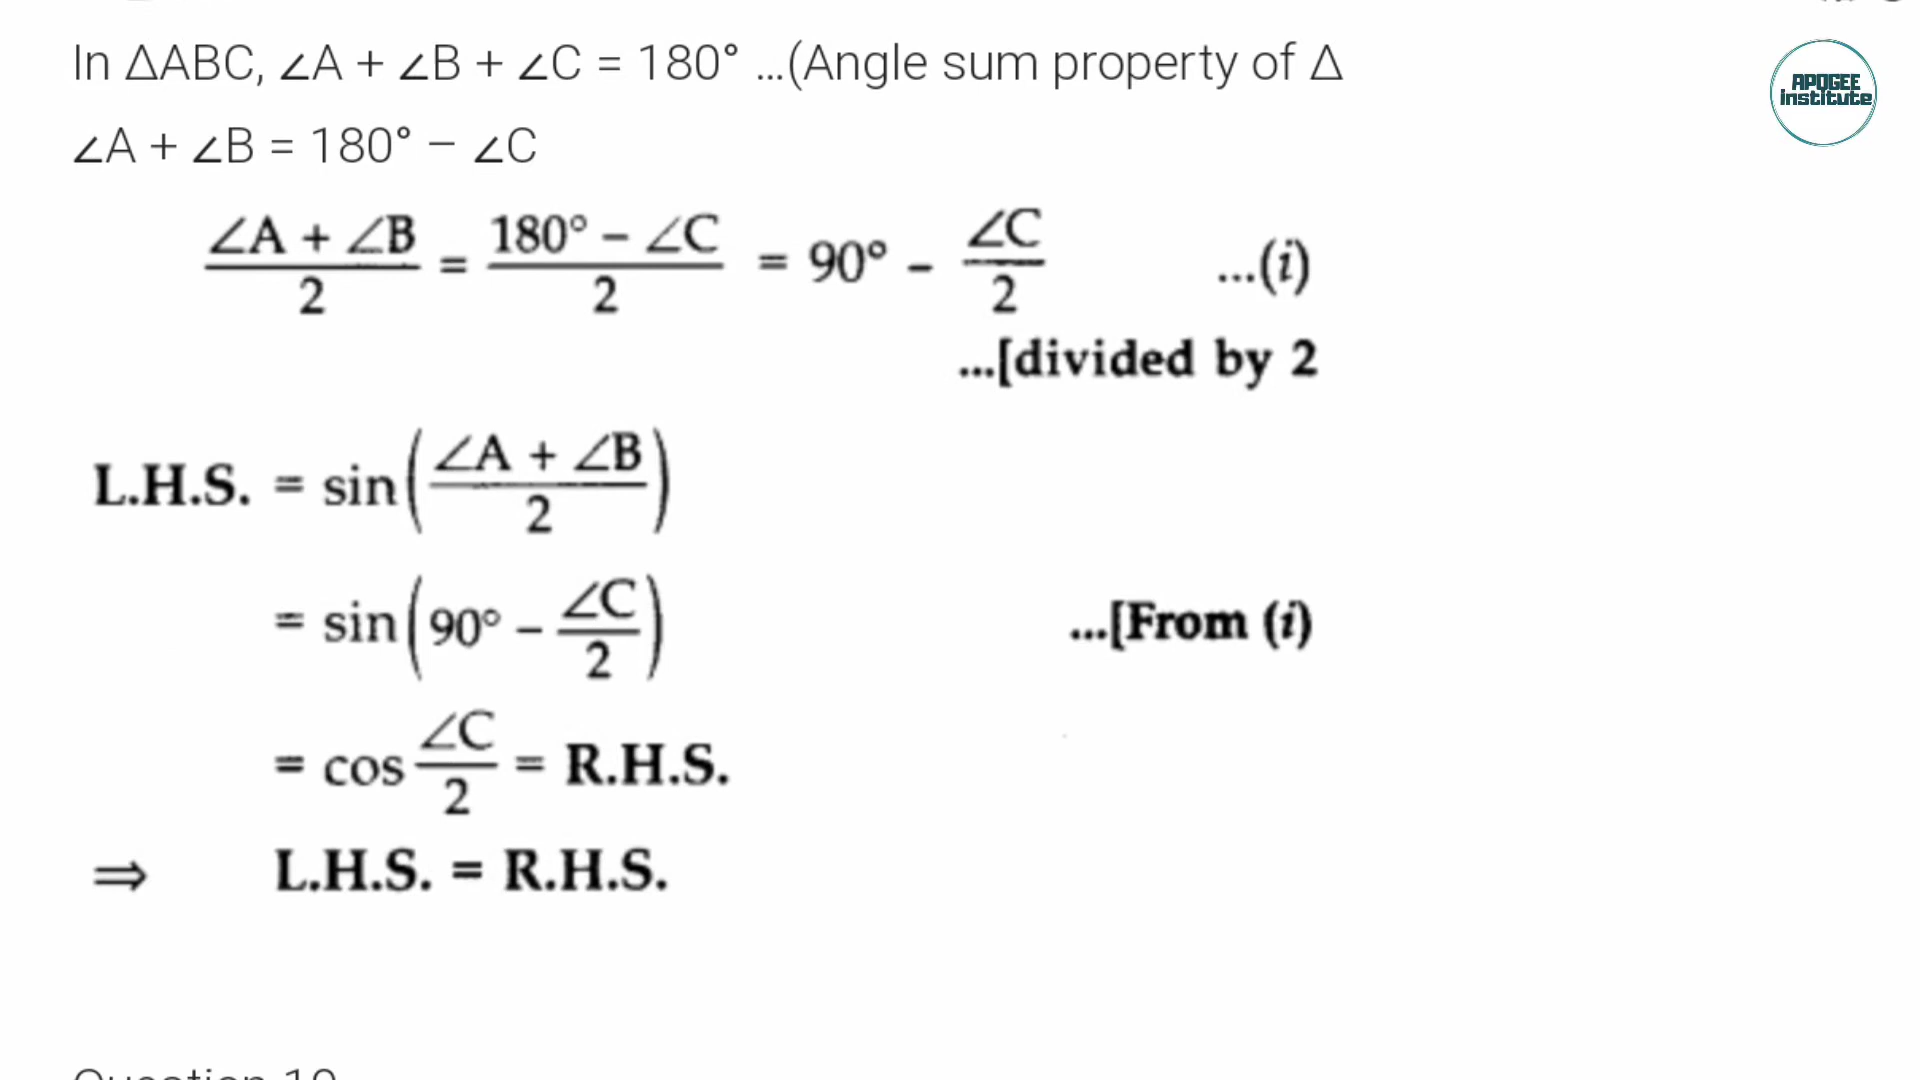 In ΔABC, ∠A + ∠B + ∠C = 180° …(Angle sum property of Δ
APOGEE
institute
∠A + ∠B = 180° – ∠C
(∠A + ∠B)/2 = (180° – ∠C)/2 = 90° – ∠C/2 ...(i)
...[divided by 2
L.H.S. = sin((∠A + ∠B)/2)
= sin(90° – ∠C/2) ...[From (i)
= cos ∠C/2 = R.H.S.
⇒ L.H.S. = R.H.S.